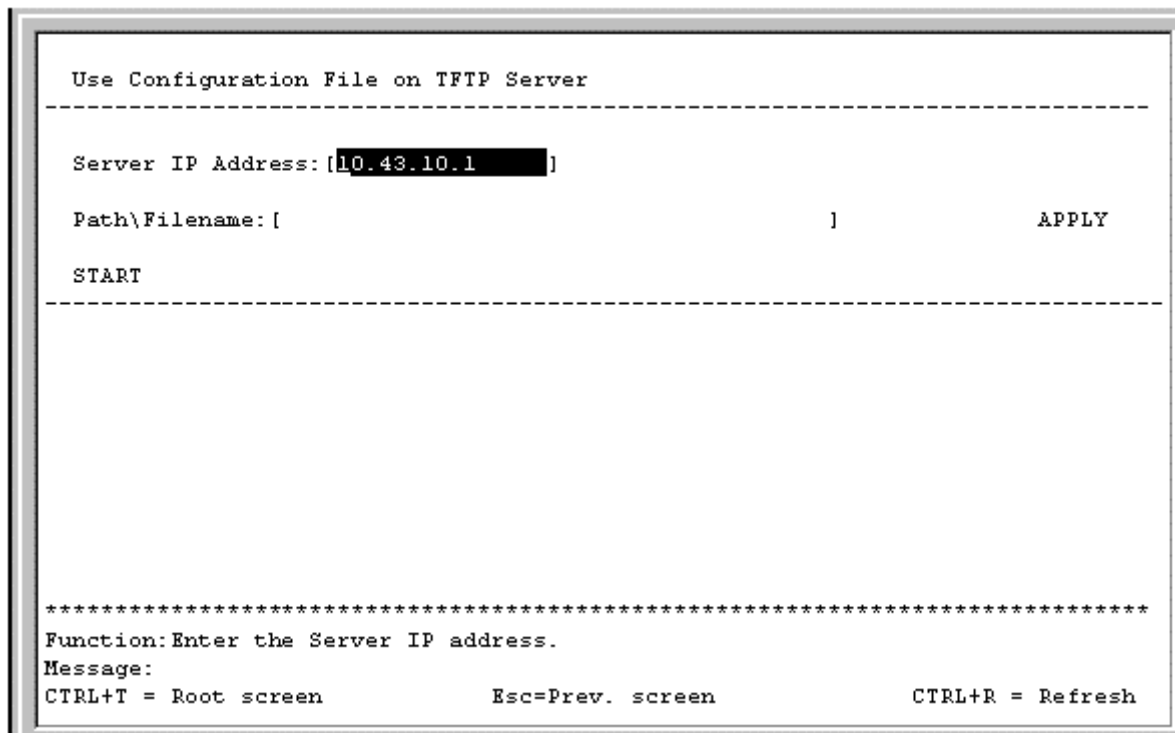 Use Configuration File on TFTP Server
-------------------------------------------------------------------------------
Server IP Address:[10.43.10.1     ]
Path\Filename:[                                       ]               APPLY
START
--------------------------------------------------------------------------------
*******************************************************************************
Function:Enter the Server IP address.
Message:
CTRL+T = Root screen            Esc=Prev. screen              CTRL+R = Refresh